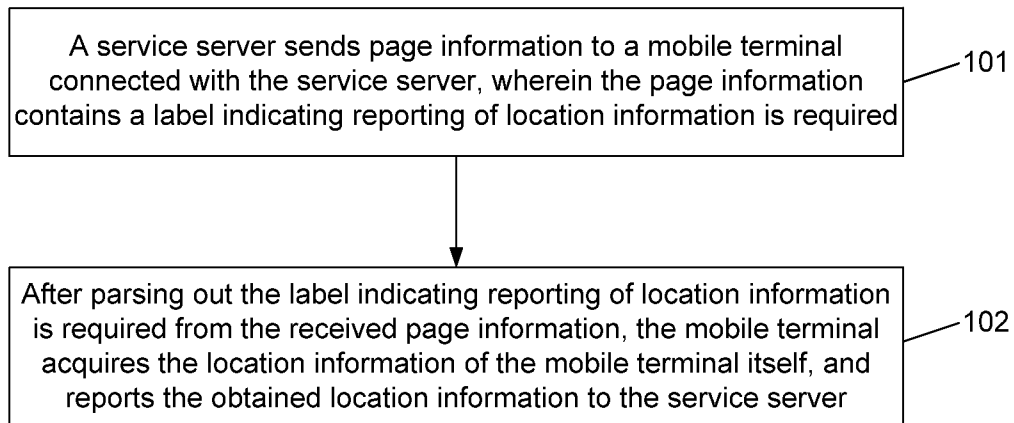 A service server sends page information to a mobile terminal
connected with the service server, wherein the page information
contains a label indicating reporting of location information is required
101
After parsing out the label indicating reporting of location information
is required from the received page information, the mobile terminal
acquires the location information of the mobile terminal itself, and
reports the obtained location information to the service server
102